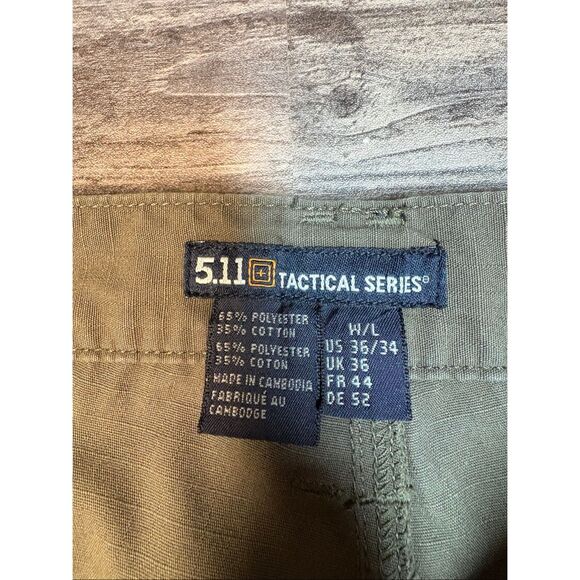 5.11 TACTICAL SERIES®
65% POLYESTER
35% COTTON
65% POLYESTER
35% COTON
MADE IN CAMBODIA
FABRIQUÉ AU
CAMBODGE
W/L
US 36/34
UK 36
FR 44
DE 52